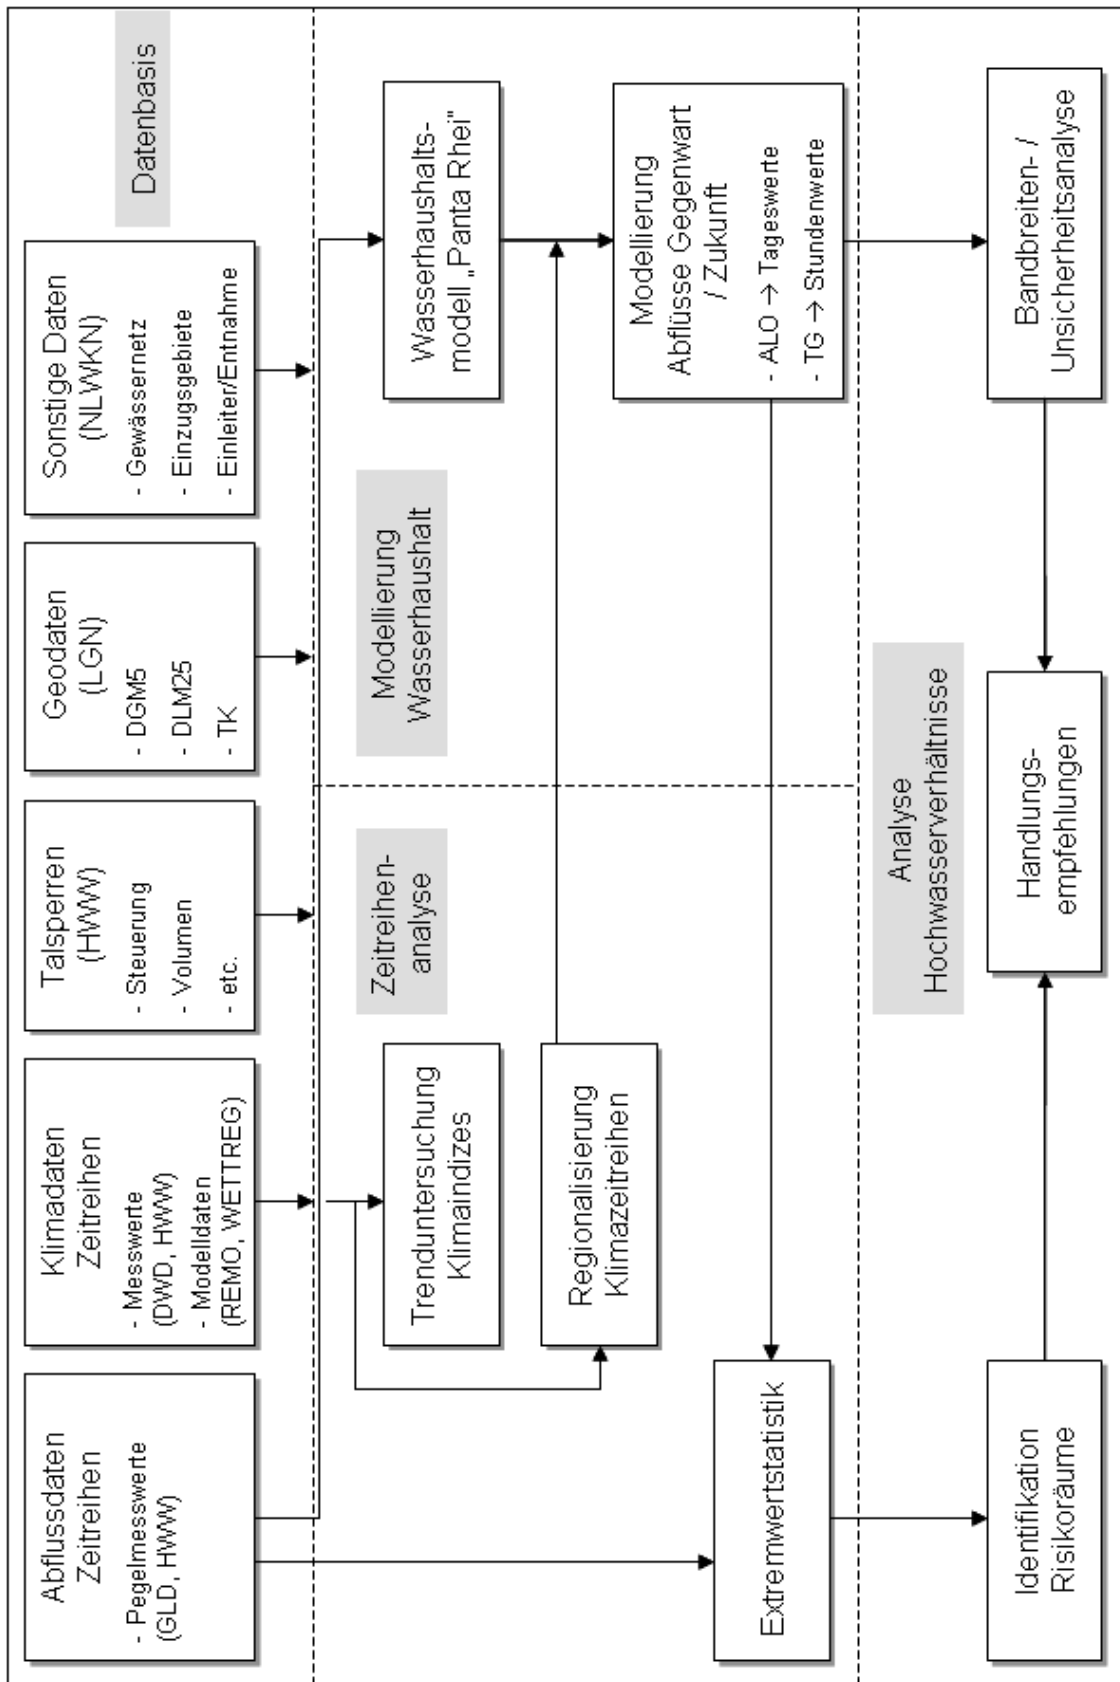 Datenbasis
Abflussdaten
Zeitreihen
- Pegelmesswerte
(GLD, HWW)
Klimadaten
Zeitreihen
- Messwerte
(DWD, HWW)
- Modelldaten
(REMO, WETTREG)
Talsperren
(HWW)
- Steuerung
- Volumen
- etc.
Geodaten
(LGN)
- DGM5
- DLM25
- TK
Sonstige Daten
(NLWKN)
- Gewässernetz
- Einzugsgebiete
- Einleiter/Entnahme
Zeitreihen-
analyse
Trenduntersuchung
Klimaindizes
Regionalisierung
Klimazeitreihen
Extremwertstatistik
Modellierung
Wasserhaushalt
Wasserhaushalts-
modell „Panta Rhei"
Modellierung
Abflüsse Gegenwart
/ Zukunft
- ALO → Tageswerte
- TG → Stundenwerte
Analyse
Hochwasserverhältnisse
Identifikation
Risikoräume
Handlungs-
empfehlungen
Bandbreiten- /
Unsicherheitsanalyse